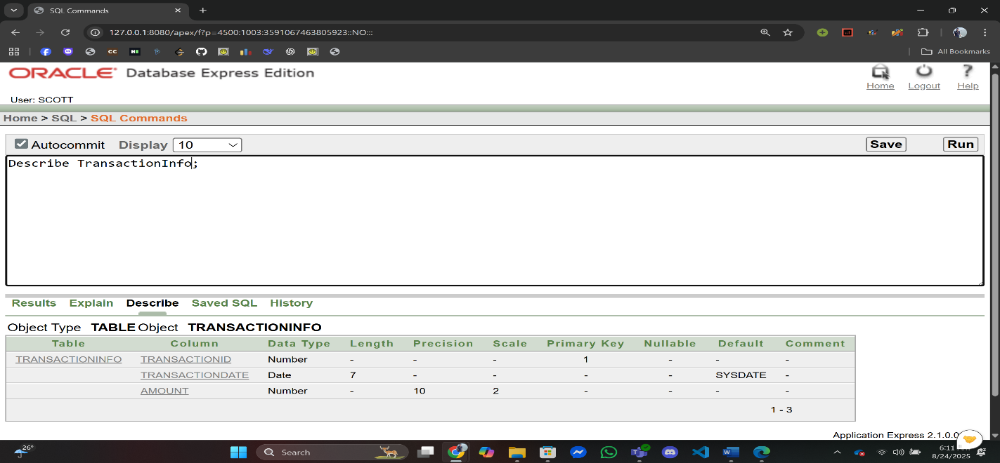 SQL Commands
127.0.0.1:8080/apex/f?p=4500:1003:3591067463805923::NO:::
All Bookmarks
ORACLE Database Express Edition
Home Logout Help
User: SCOTT
Home > SQL > SQL Commands
Autocommit Display 10 Save Run
Describe TransactionInfo;
Results Explain Describe Saved SQL History
Object Type TABLE Object TRANSACTIONINFO
Table Column Data Type Length Precision Scale Primary Key Nullable Default Comment
TRANSACTIONINFO TRANSACTIONID Number - - - 1 - - -
TRANSACTIONDATE Date 7 - - - - SYSDATE -
AMOUNT Number - 10 2 - - - -
1 - 3
Application Express 2.1.0.0
26°
Search
6:11
8/24/2025